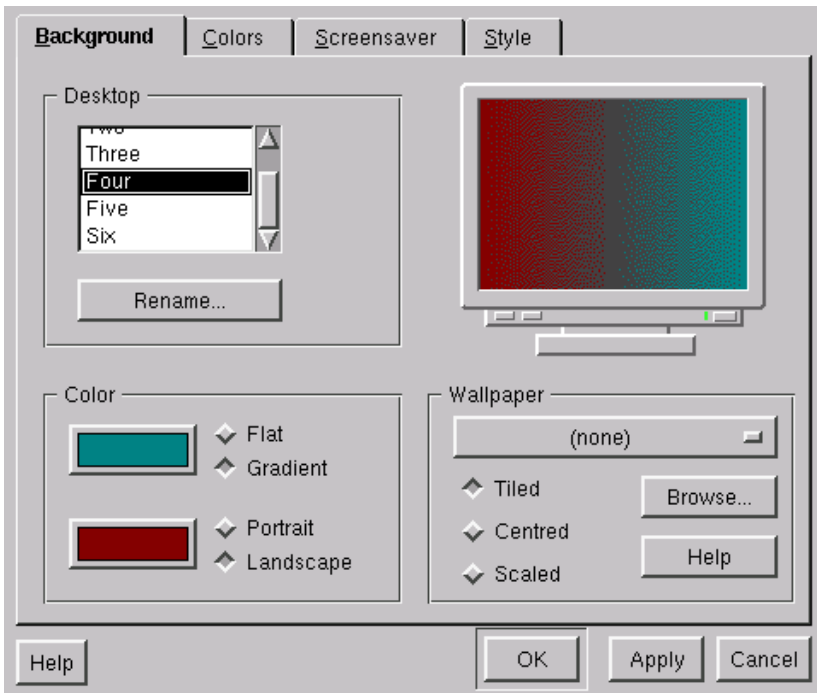 Background
Colors
Screensaver
Style
Desktop
Three
Four
Five
Six
Rename...
Color
Flat
Gradient
Portrait
Landscape
Wallpaper
(none)
Tiled
Centred
Scaled
Browse...
Help
Help
OK
Apply
Cancel